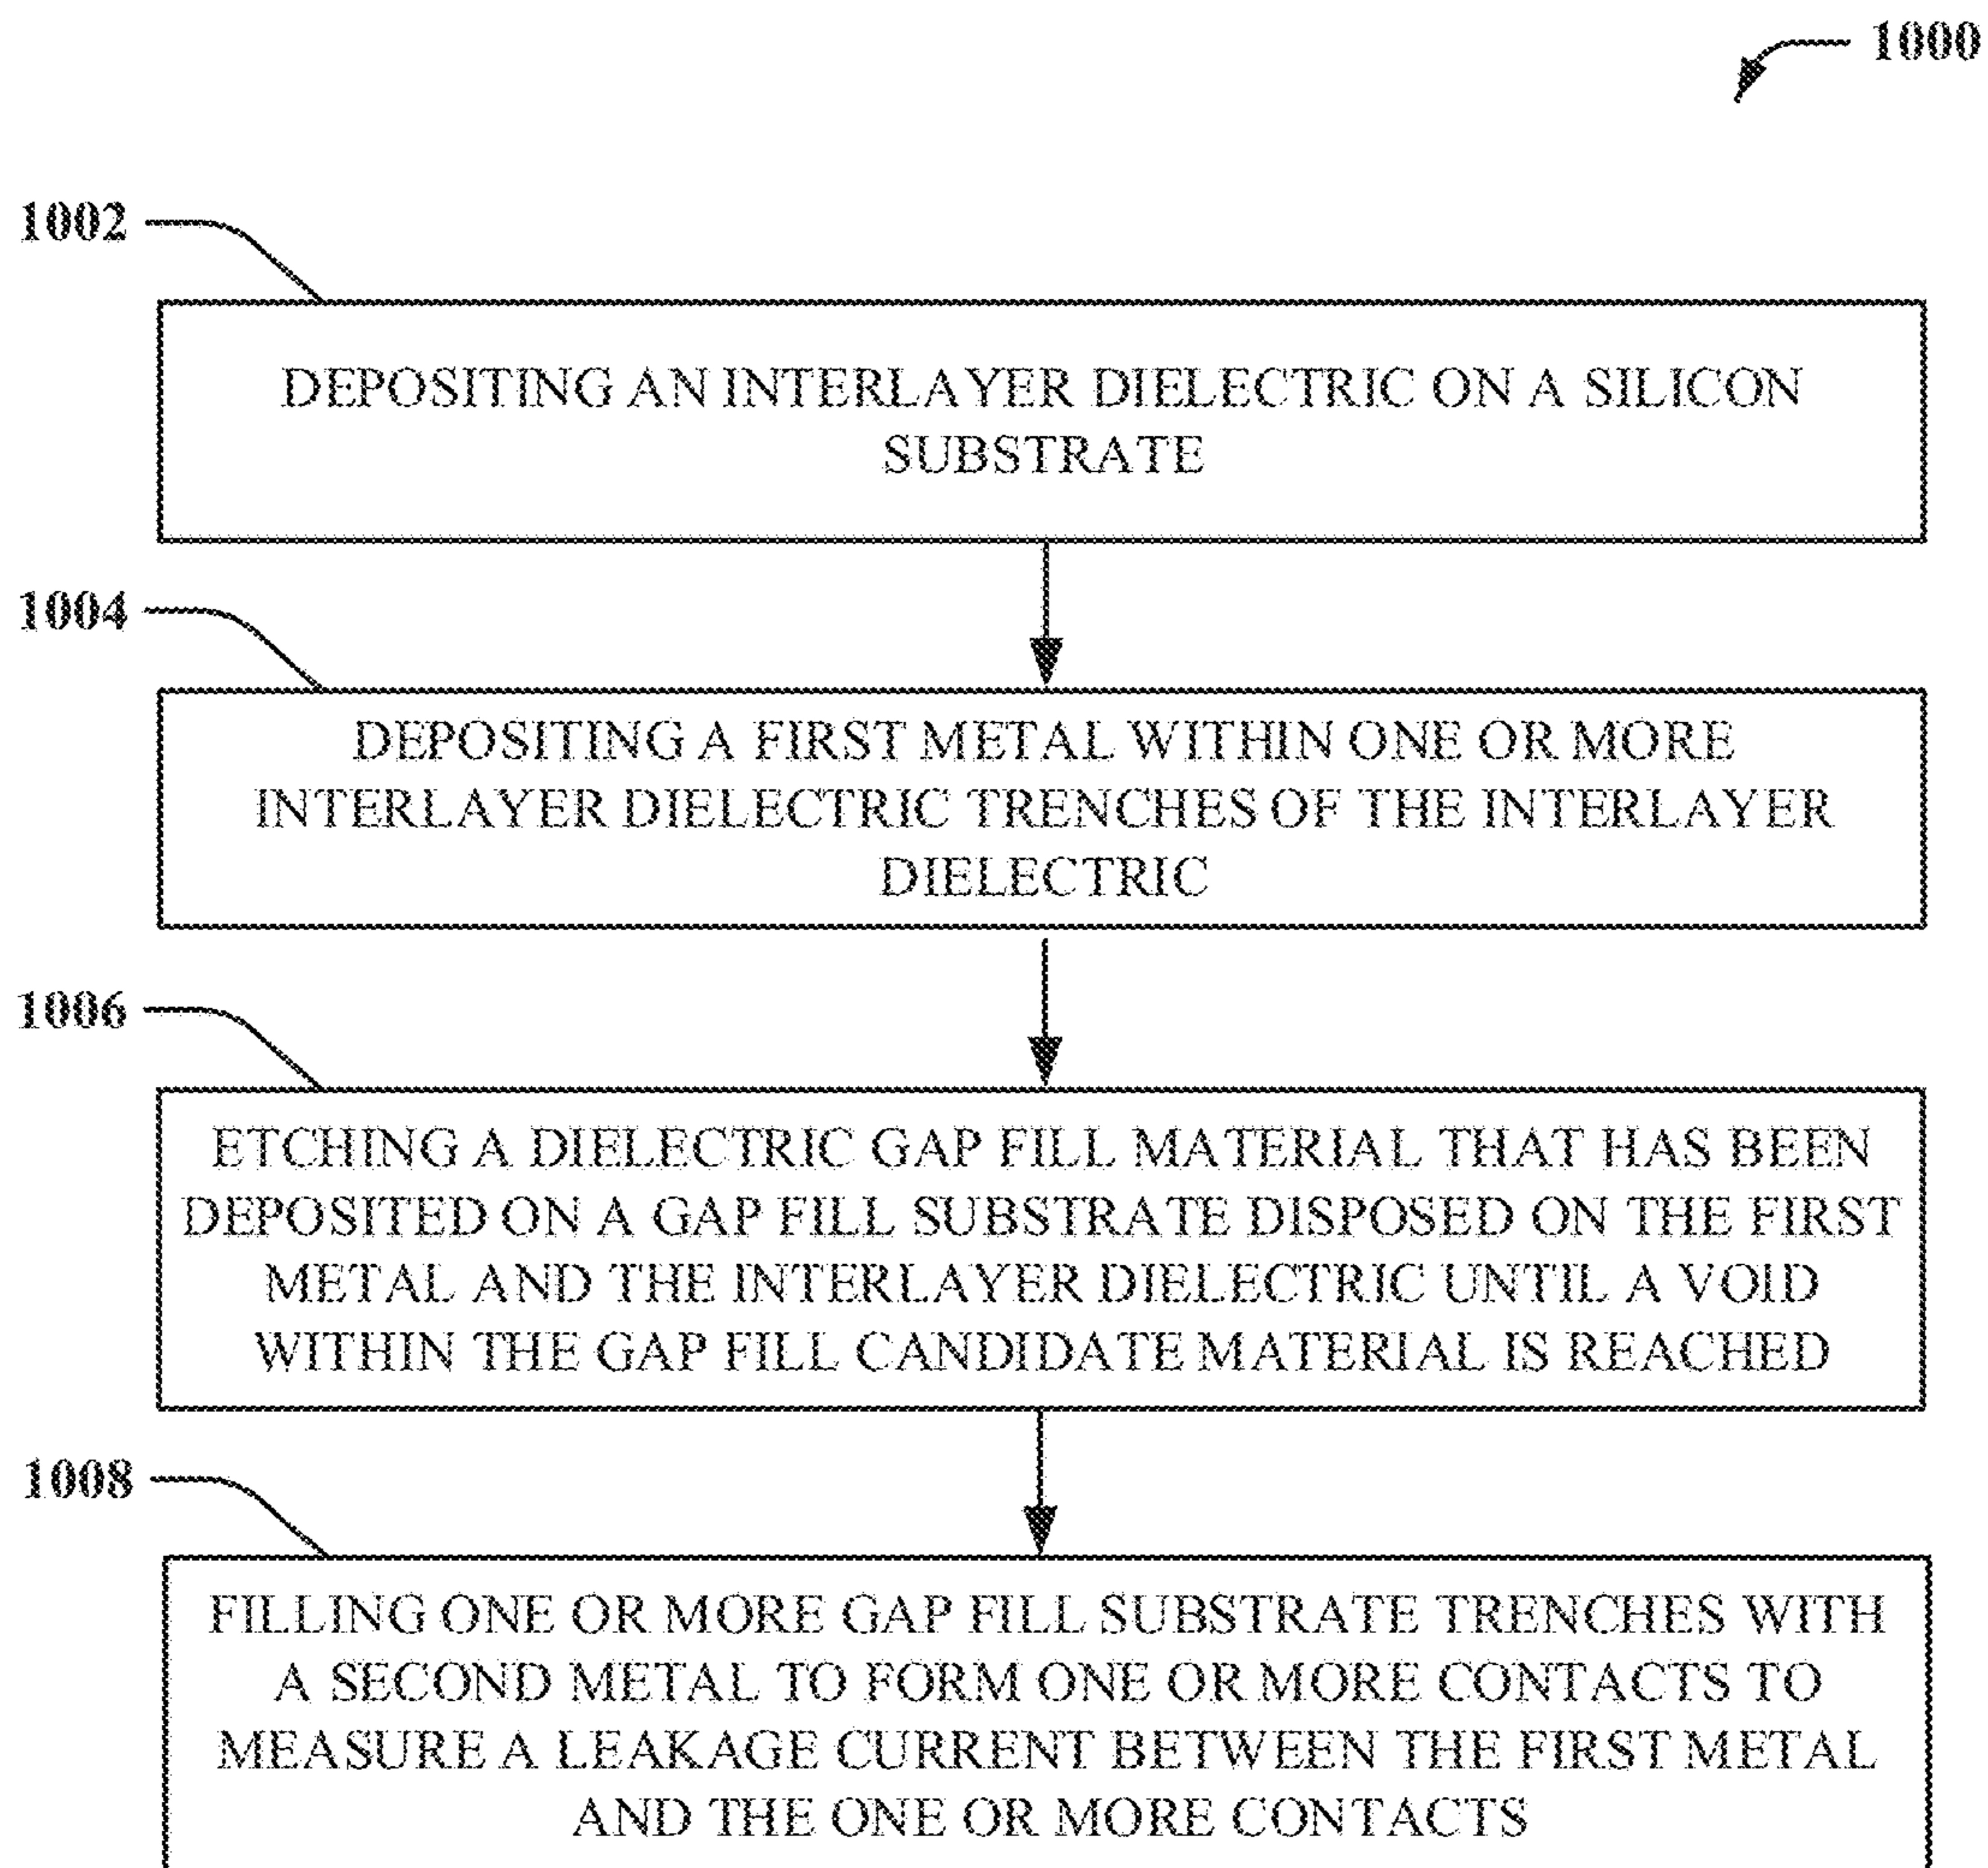 1000
1002
DEPOSITING AN INTERLAYER DIELECTRIC ON A SILICON
SUBSTRATE
1004
DEPOSITING A FIRST METAL WITHIN ONE OR MORE
INTERLAYER DIELECTRIC TRENCHES OF THE INTERLAYER
DIELECTRIC
1006
ETCHING A DIELECTRIC GAP FILL MATERIAL THAT HAS BEEN
DEPOSITED ON A GAP FILL SUBSTRATE DISPOSED ON THE FIRST
METAL AND THE INTERLAYER DIELECTRIC UNTIL A VOID
WITHIN THE GAP FILL CANDIDATE MATERIAL IS REACHED
1008
FILLING ONE OR MORE GAP FILL SUBSTRATE TRENCHES WITH
A SECOND METAL TO FORM ONE OR MORE CONTACTS TO
MEASURE A LEAKAGE CURRENT BETWEEN THE FIRST METAL
AND THE ONE OR MORE CONTACTS